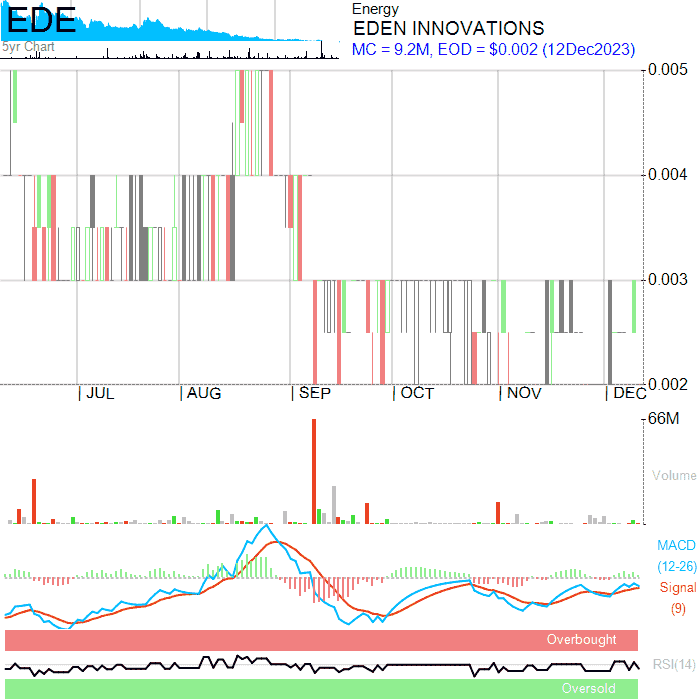 EDE
5yr Chart
Energy
EDEN INNOVATIONS
MC = 9.2M, EOD = $0.002 (12Dec2023)
0.005
0.004
0.003
0.002
| JUL | AUG | SEP | OCT | NOV | DEC
66M
Volume
MACD
(12-26)
Signal
(9)
Overbought
RSI(14)
Oversold